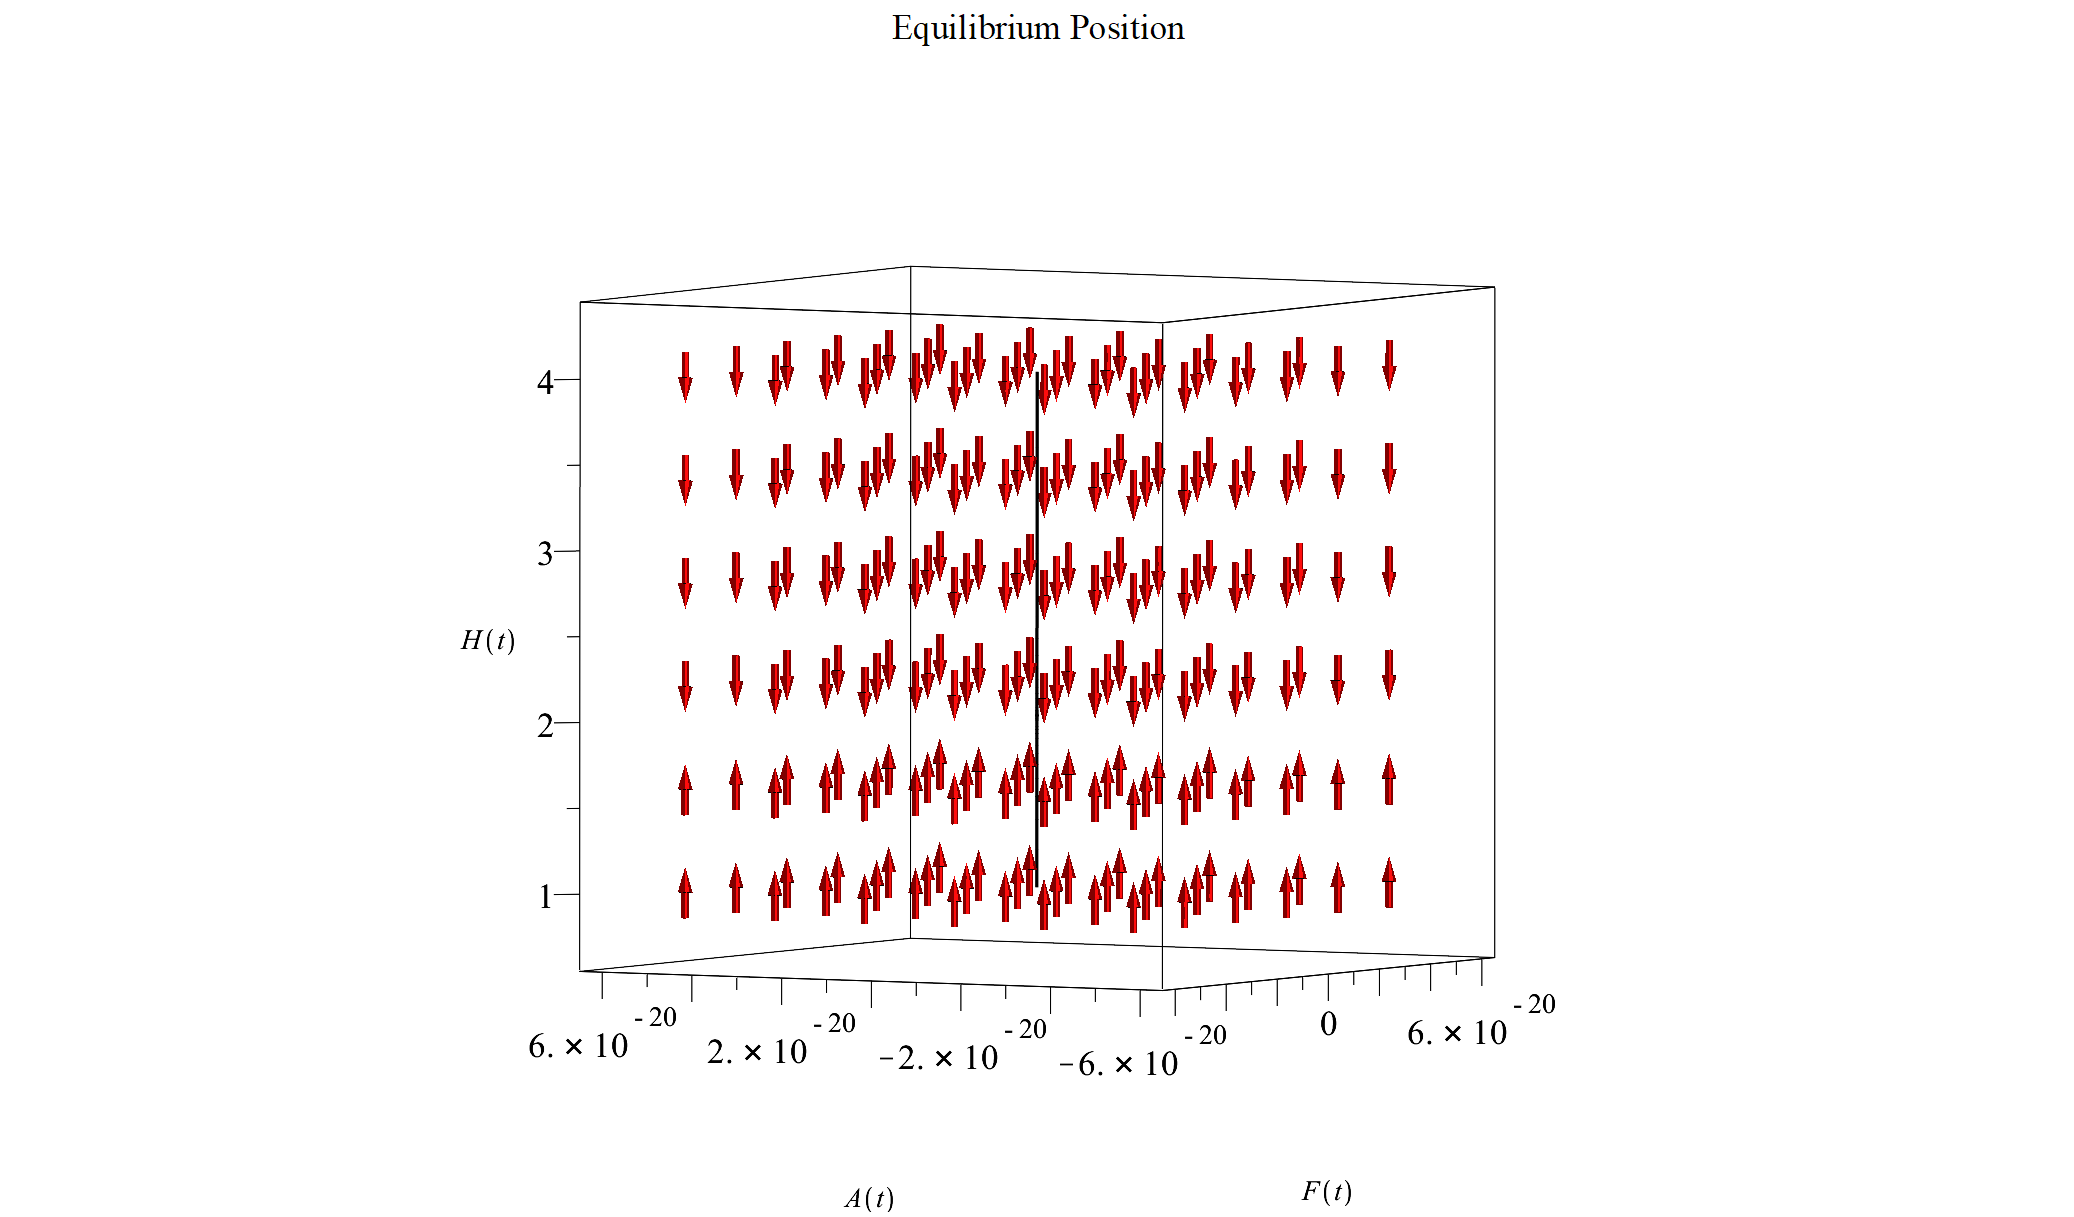 Equilibrium Position
4
3
H(t)
2
1
6. × 10^-20
2. × 10^-20
−2. × 10^-20
−6. × 10^-20
0
6. × 10^-20
A(t)
F(t)